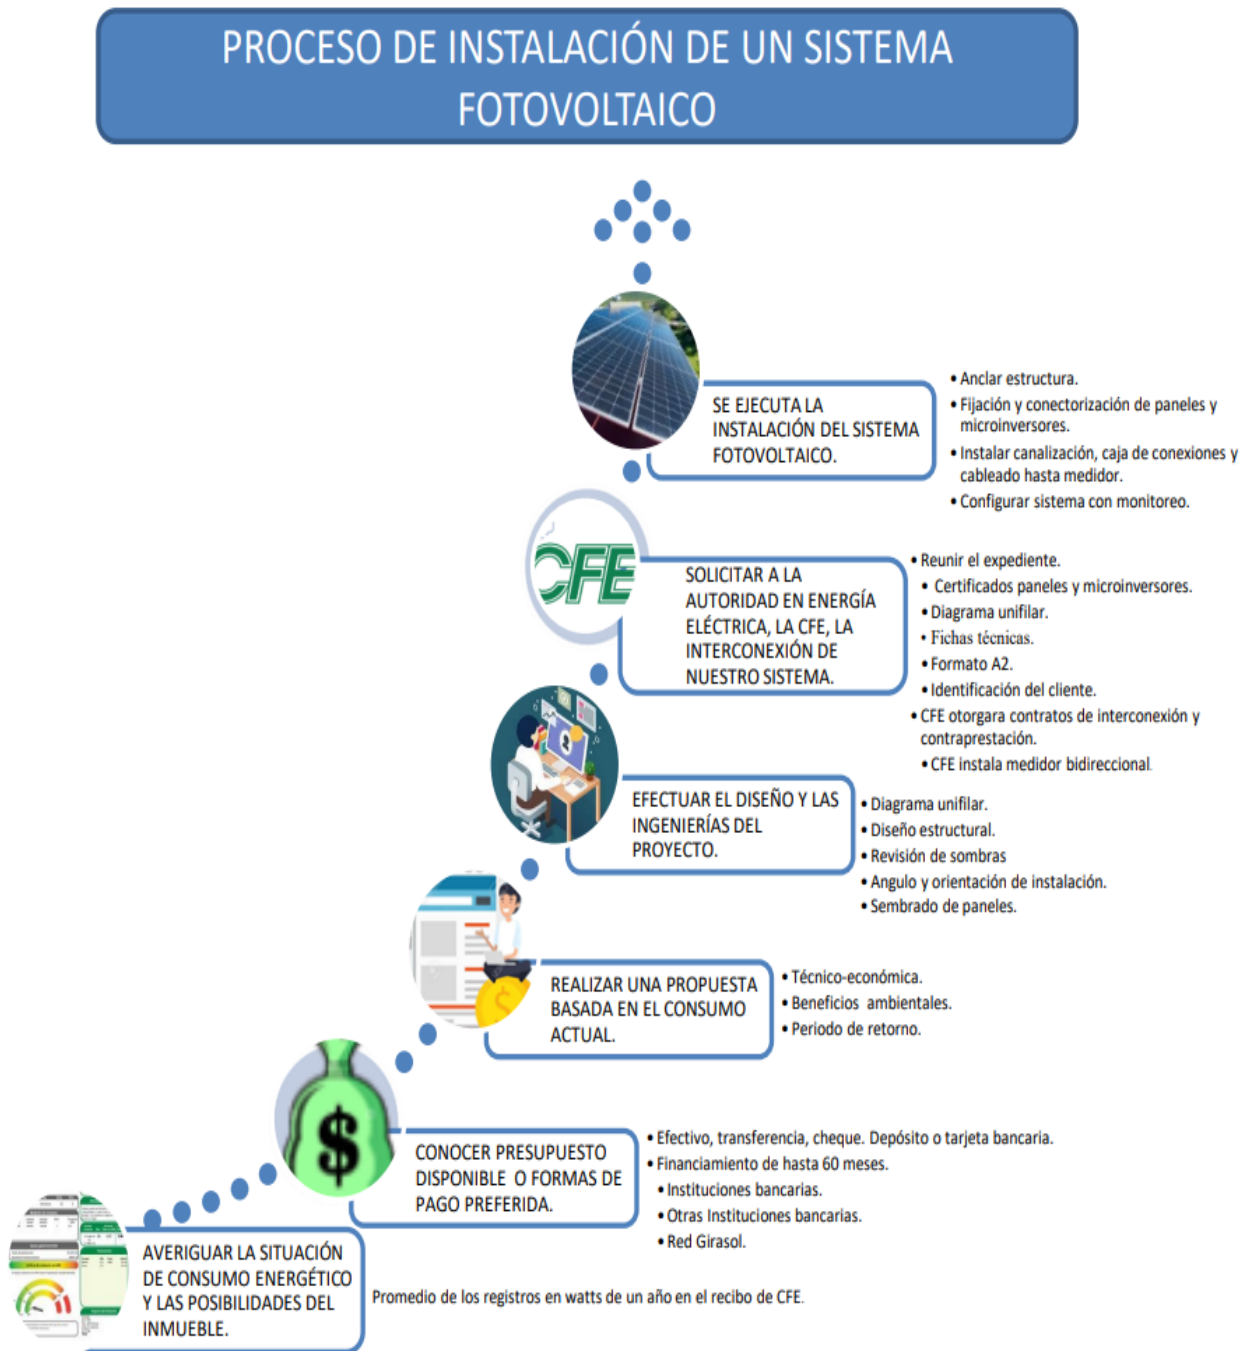 PROCESO DE INSTALACIÓN DE UN SISTEMA
FOTOVOLTAICO
SE EJECUTA LA
INSTALACIÓN DEL SISTEMA
FOTOVOLTAICO.
• Anclar estructura.
• Fijación y conectorización de paneles y
microinversores.
• Instalar canalización, caja de conexiones y
cableado hasta medidor.
• Configurar sistema con monitoreo.
CFE
SOLICITAR A LA
AUTORIDAD EN ENERGÍA
ELÉCTRICA, LA CFE, LA
INTERCONEXIÓN DE
NUESTRO SISTEMA.
• Reunir el expediente.
• Certificados paneles y microinversores.
• Diagrama unifilar.
• Fichas técnicas.
• Formato A2.
• Identificación del cliente.
• CFE otorgara contratos de interconexión y
contraprestación.
• CFE instala medidor bidireccional.
EFECTUAR EL DISEÑO Y LAS
INGENIERÍAS DEL
PROYECTO.
• Diagrama unifilar.
• Diseño estructural.
• Revisión de sombras
• Angulo y orientación de instalación.
• Sembrado de paneles.
REALIZAR UNA PROPUESTA
BASADA EN EL CONSUMO
ACTUAL.
• Técnico-económica.
• Beneficios ambientales.
• Periodo de retorno.
$
CONOCER PRESUPUESTO
DISPONIBLE O FORMAS DE
PAGO PREFERIDA.
• Efectivo, transferencia, cheque. Depósito o tarjeta bancaria.
• Financiamiento de hasta 60 meses.
• Instituciones bancarias.
• Otras Instituciones bancarias.
• Red Girasol.
AVERIGUAR LA SITUACIÓN
DE CONSUMO ENERGÉTICO
Y LAS POSIBILIDADES DEL
INMUEBLE.
Promedio de los registros en watts de un año en el recibo de CFE.